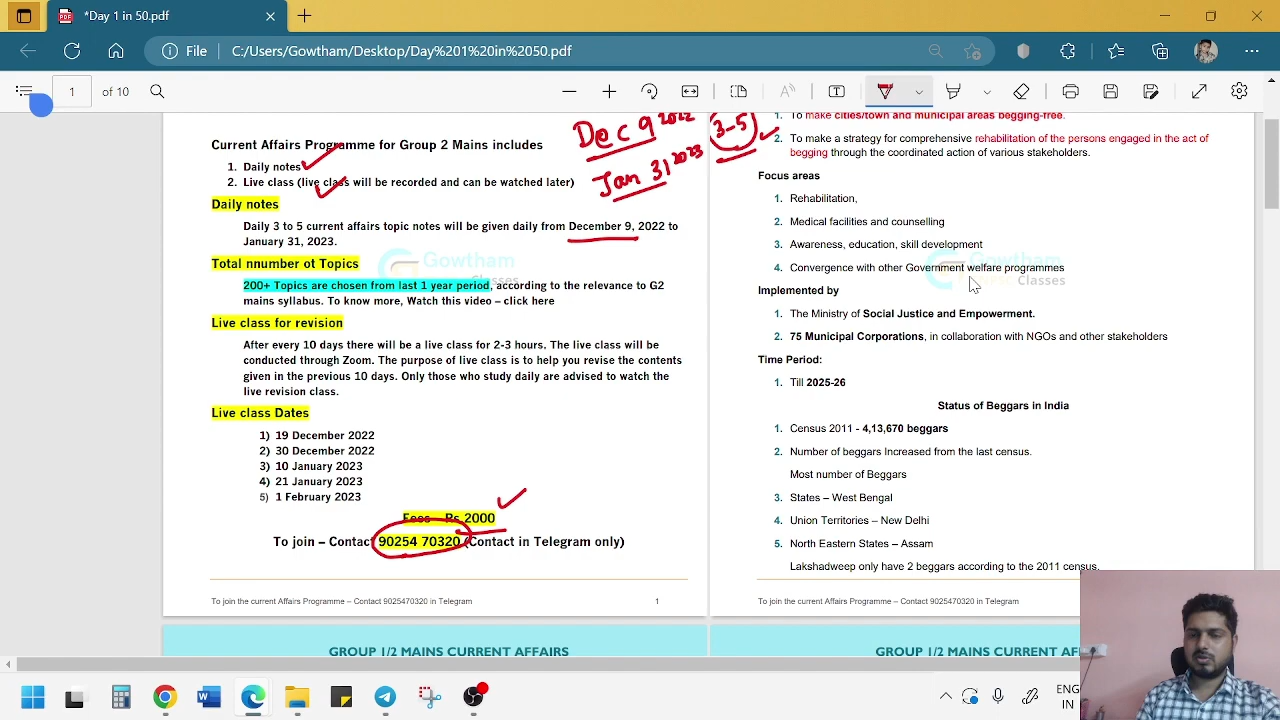 *Day 1 in 50.pdf
File
C:/Users/Gowtham/Desktop/Day%201%20in%2050.pdf
1 of 10
Current Affairs Programme for Group 2 Mains includes
1. Daily notes
2. Live class (live class will be recorded and can be watched later)
Dec 9 2022
Jan 31 2023
Daily notes
Daily 3 to 5 current affairs topic notes will be given daily from December 9, 2022 to
January 31, 2023.
Total nnumber ot Topics
200+ Topics are chosen from last 1 year period, according to the relevance to G2
mains syllabus. To know more, Watch this video – click here
Gowtham
Classes
Live class for revision
After every 10 days there will be a live class for 2-3 hours. The live class will be
conducted through Zoom. The purpose of live class is to help you revise the contents
given in the previous 10 days. Only those who study daily are advised to watch the
live revision class.
Live class Dates
1) 19 December 2022
2) 30 December 2022
3) 10 January 2023
4) 21 January 2023
5) 1 February 2023
Fees – Rs 2000
To join – Contact 90254 70320 (Contact in Telegram only)
To join the current Affairs Programme – Contact 9025470320 in Telegram
1
3-5
1. To make cities/town and municipal areas begging-free.
2. To make a strategy for comprehensive rehabilitation of the persons engaged in the act of
begging through the coordinated action of various stakeholders.
Focus areas
1. Rehabilitation,
2. Medical facilities and counselling
3. Awareness, education, skill development
4. Convergence with other Government welfare programmes
Gowtham
Classes
Implemented by
1. The Ministry of Social Justice and Empowerment.
2. 75 Municipal Corporations, in collaboration with NGOs and other stakeholders
Time Period:
1. Till 2025-26
Status of Beggars in India
1. Census 2011 - 4,13,670 beggars
2. Number of beggars Increased from the last census.
Most number of Beggars
3. States – West Bengal
4. Union Territories – New Delhi
5. North Eastern States – Assam
Lakshadweep only have 2 beggars according to the 2011 census.
To join the current Affairs Programme – Contact 9025470320 in Telegram
GROUP 1/2 MAINS CURRENT AFFAIRS
GROUP 1/2 MAINS CURRENT AF
ENG
IN